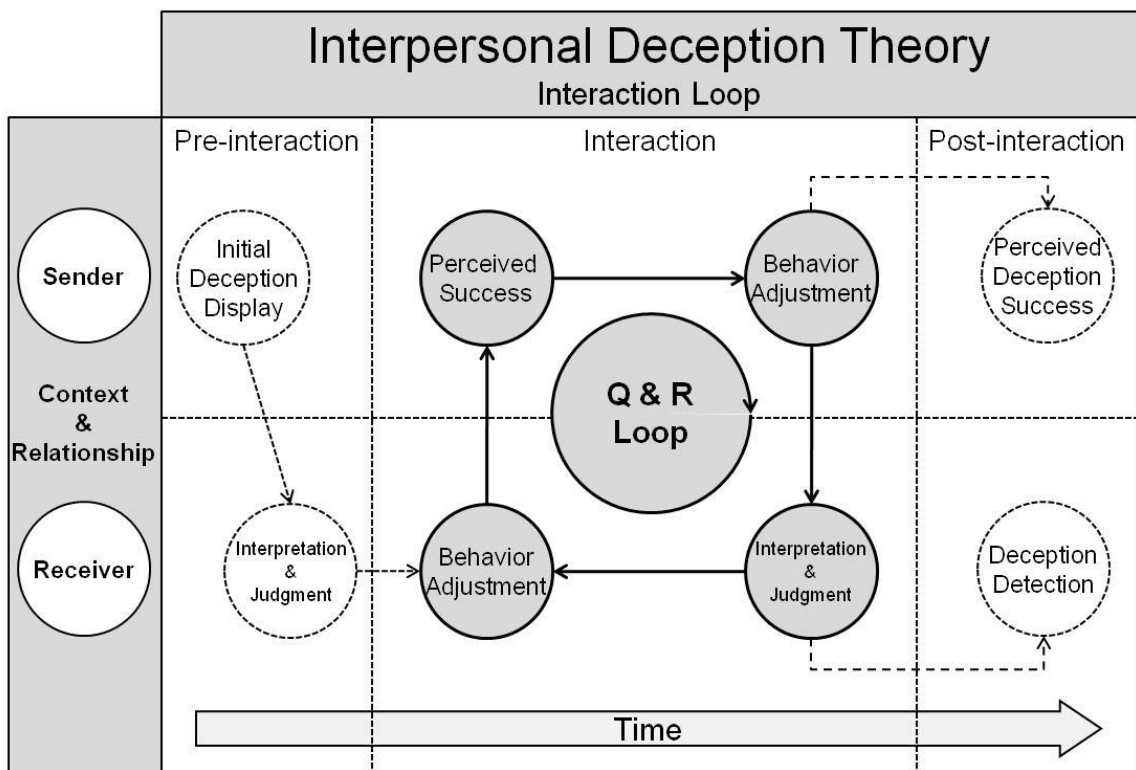 Interpersonal Deception Theory
Interaction Loop
Pre-interaction
Interaction
Post-interaction
Sender
Initial
Deception
Display
Perceived
Success
Behavior
Adjustment
Perceived
Deception
Success
Context
&
Relationship
Q & R
Loop
Receiver
Interpretation
&
Judgment
Behavior
Adjustment
Interpretation
&
Judgment
Deception
Detection
Time